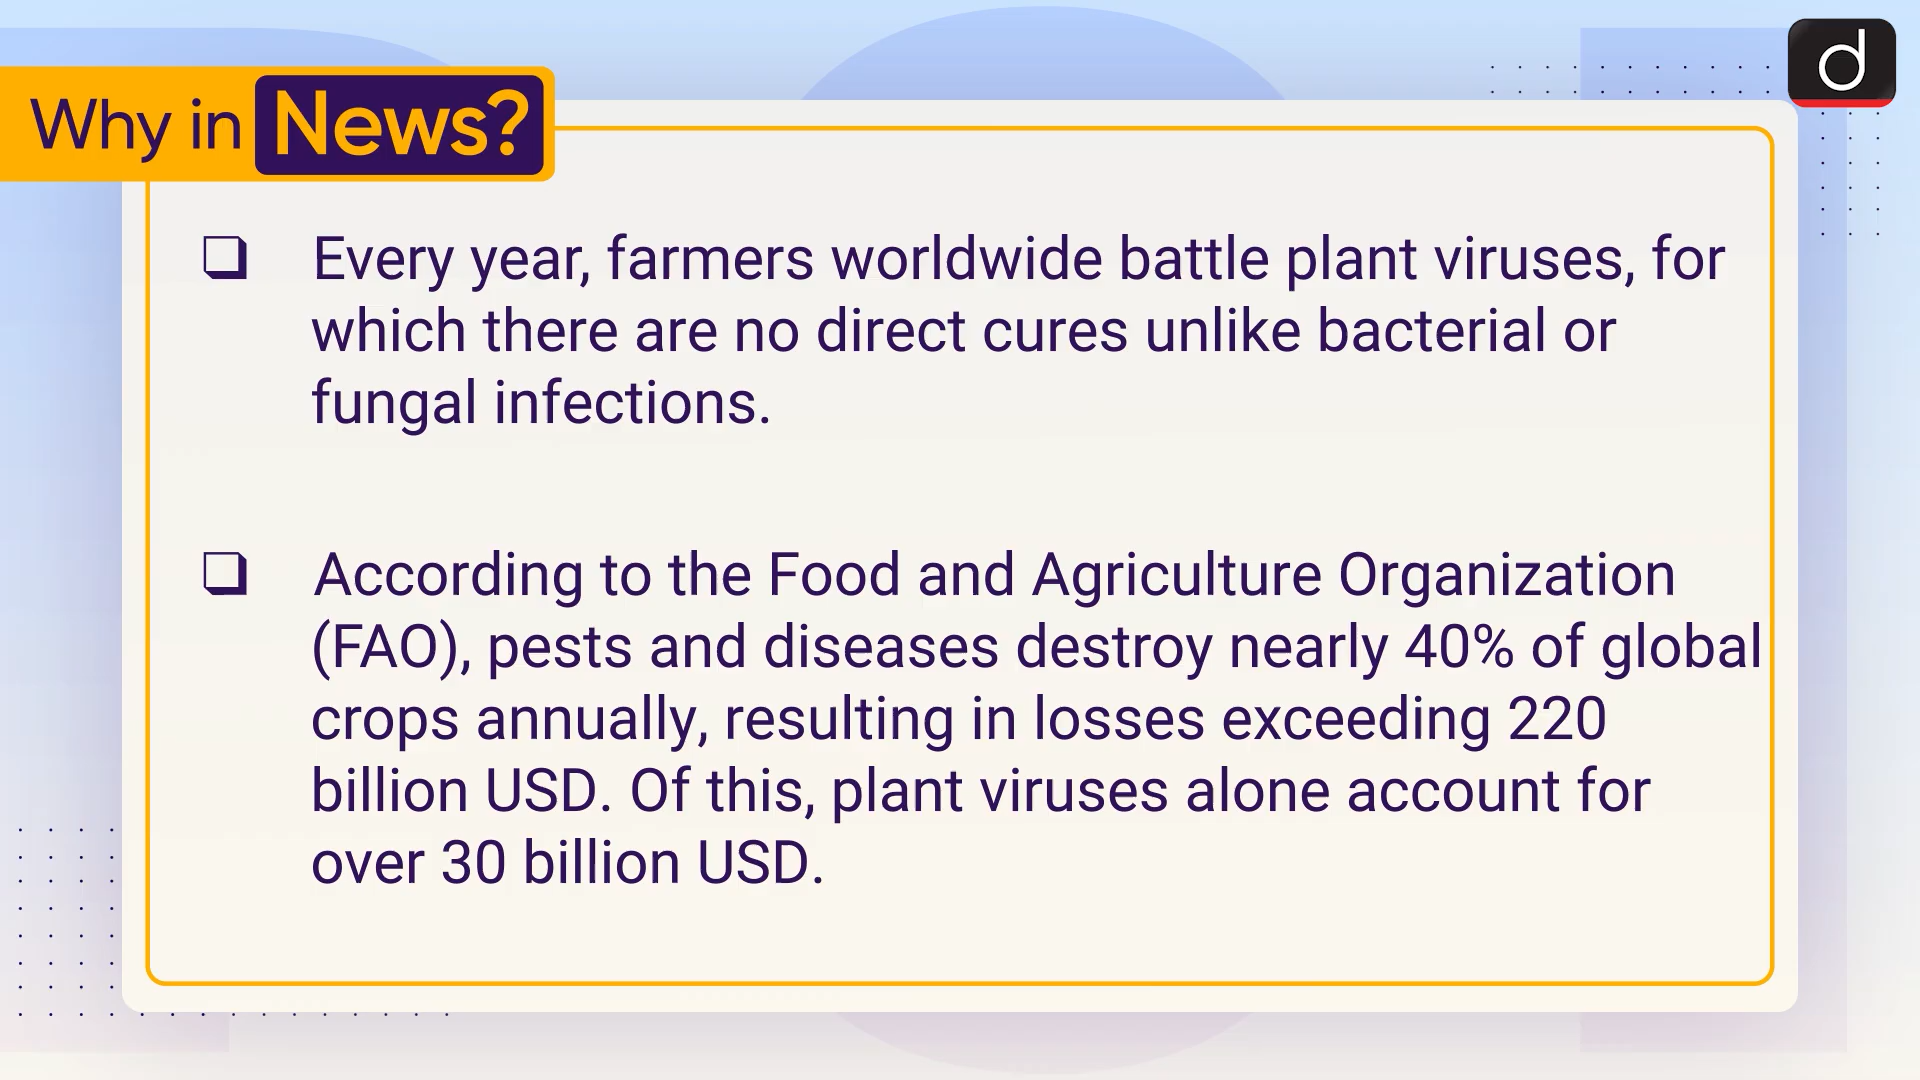 Why in News?
❑ Every year, farmers worldwide battle plant viruses, for
which there are no direct cures unlike bacterial or
fungal infections.
❑ According to the Food and Agriculture Organization
(FAO), pests and diseases destroy nearly 40% of global
crops annually, resulting in losses exceeding 220
billion USD. Of this, plant viruses alone account for
over 30 billion USD.
d